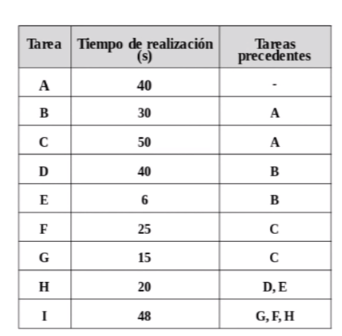 Tarea Tiempo de realización (s) Tareas precedentes
A 40 -
B 30 A
C 50 A
D 40 B
E 6 B
F 25 C
G 15 C
H 20 D, E
I 48 G, F, H